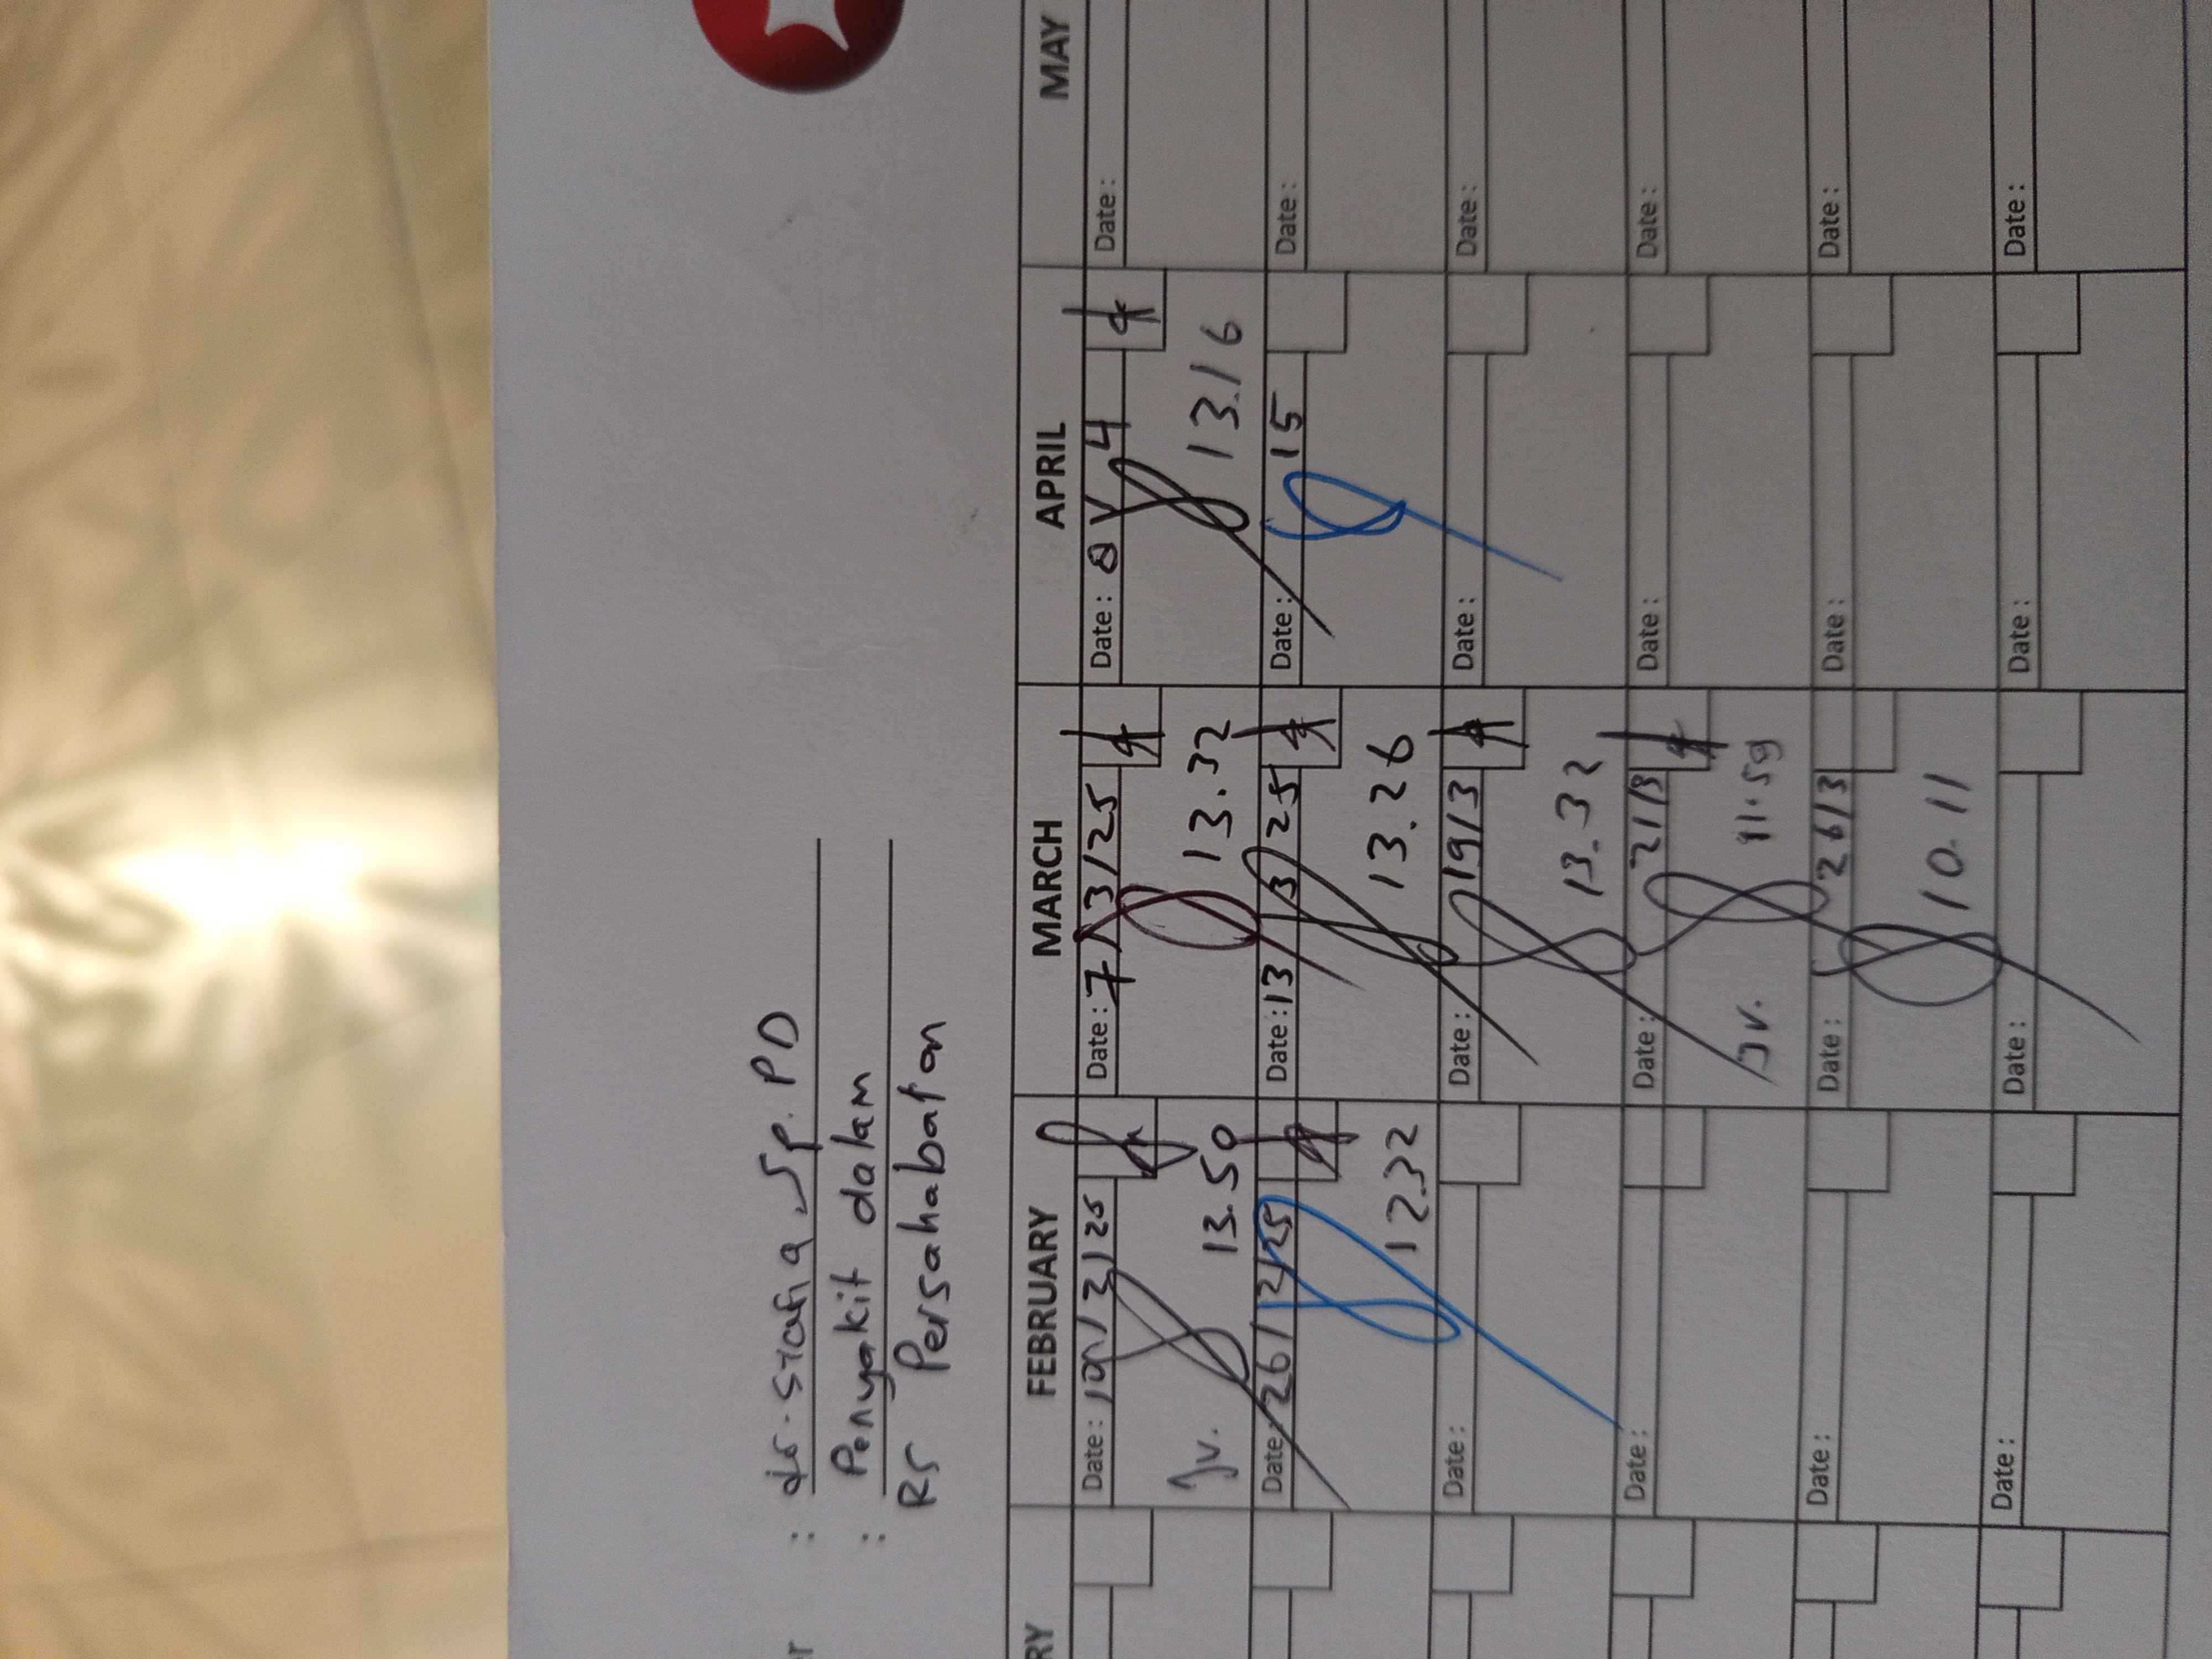 r : dr. Stafia Sp. PD
: Penyakit dalam
RS Persahabatan
RY FEBRUARY MARCH APRIL MAY
Date: 19/2/25 Date: 7/3/25 Date: 8/4 Date:
Jv. 13.50 13.32 13.16
Date: 26/2/25 Date: 13/3/25 Date: 15 Date:
12.32 13.26
Date: Date: 19/3 Date: Date:
13.32
Date: Date: 21/3 Date: Date:
Jv. 11.59
Date: Date: 26/3 Date: Date:
10.11
Date: Date: Date: Date: